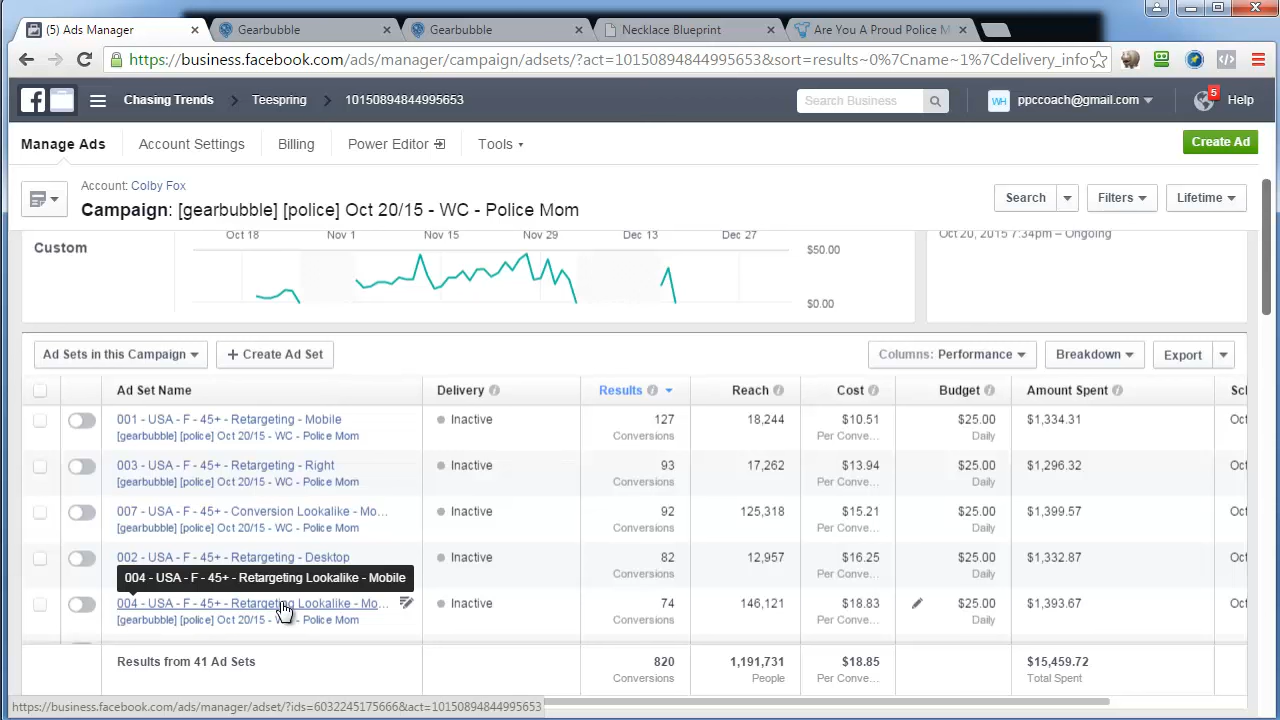 (5) Ads Manager
Gearbubble
Gearbubble
Necklace Blueprint
Are You A Proud Police M
https://business.facebook.com/ads/manager/campaign/adsets/?act=10150894844995653&sort=results~0%7Cname~1%7Cdelivery_info
Chasing Trends > Teespring > 10150894844995653
Search Business
WH ppccoach@gmail.com
5
Help
Manage Ads
Account Settings
Billing
Power Editor
Tools
Create Ad
Account: Colby Fox
Campaign: [gearbubble] [police] Oct 20/15 - WC - Police Mom
Search
Filters
Lifetime
Custom
Oct 18 Nov 1 Nov 15 Nov 29 Dec 13 Dec 27
$50.00
$0.00
Oct 20, 2015 7:34pm – Ongoing
Ad Sets in this Campaign
+ Create Ad Set
Columns: Performance
Breakdown
Export
Ad Set Name Delivery Results Reach Cost Budget Amount Spent Sc
001 - USA - F - 45+ - Retargeting - Mobile Inactive 127 18,244 $10.51 $25.00 $1,334.31 Oct
[gearbubble] [police] Oct 20/15 - WC - Police Mom Conversions Per Conve... Daily
003 - USA - F - 45+ - Retargeting - Right Inactive 93 17,262 $13.94 $25.00 $1,296.32 Oct
[gearbubble] [police] Oct 20/15 - WC - Police Mom Conversions Per Conve... Daily
007 - USA - F - 45+ - Conversion Lookalike - Mo... Inactive 92 125,318 $15.21 $25.00 $1,399.57 Oct
[gearbubble] [police] Oct 20/15 - WC - Police Mom Conversions Per Conve... Daily
002 - USA - F - 45+ - Retargeting - Desktop Inactive 82 12,957 $16.25 $25.00 $1,332.87 Oct
Conversions Per Conve... Daily
004 - USA - F - 45+ - Retargeting Lookalike - Mobile
004 - USA - F - 45+ - Retargeting Lookalike - Mo... Inactive 74 146,121 $18.83 $25.00 $1,393.67 Oct
[gearbubble] [police] Oct 20/15 - WC - Police Mom Conversions Per Conve... Daily
Results from 41 Ad Sets 820 1,191,731 $18.85 $15,459.72
Conversions People Per Conve... Total Spent
https://business.facebook.com/ads/manager/adset/?ids=6032245175666&act=10150894844995653